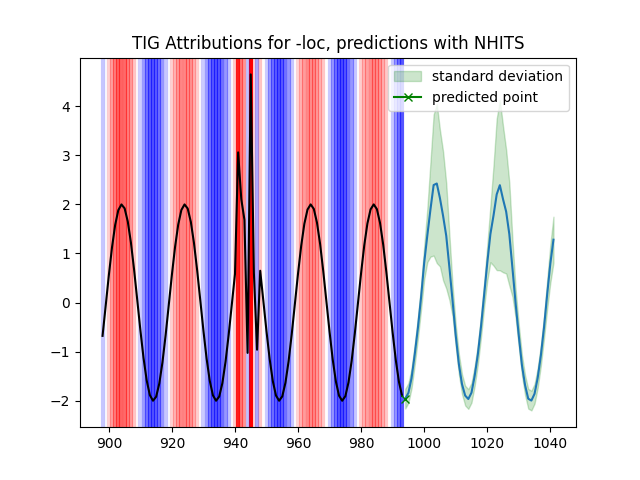 TIG Attributions for -loc, predictions with NHITS
standard deviation
predicted point
4
3
2
1
0
−1
−2
900 920 940 960 980 1000 1020 1040